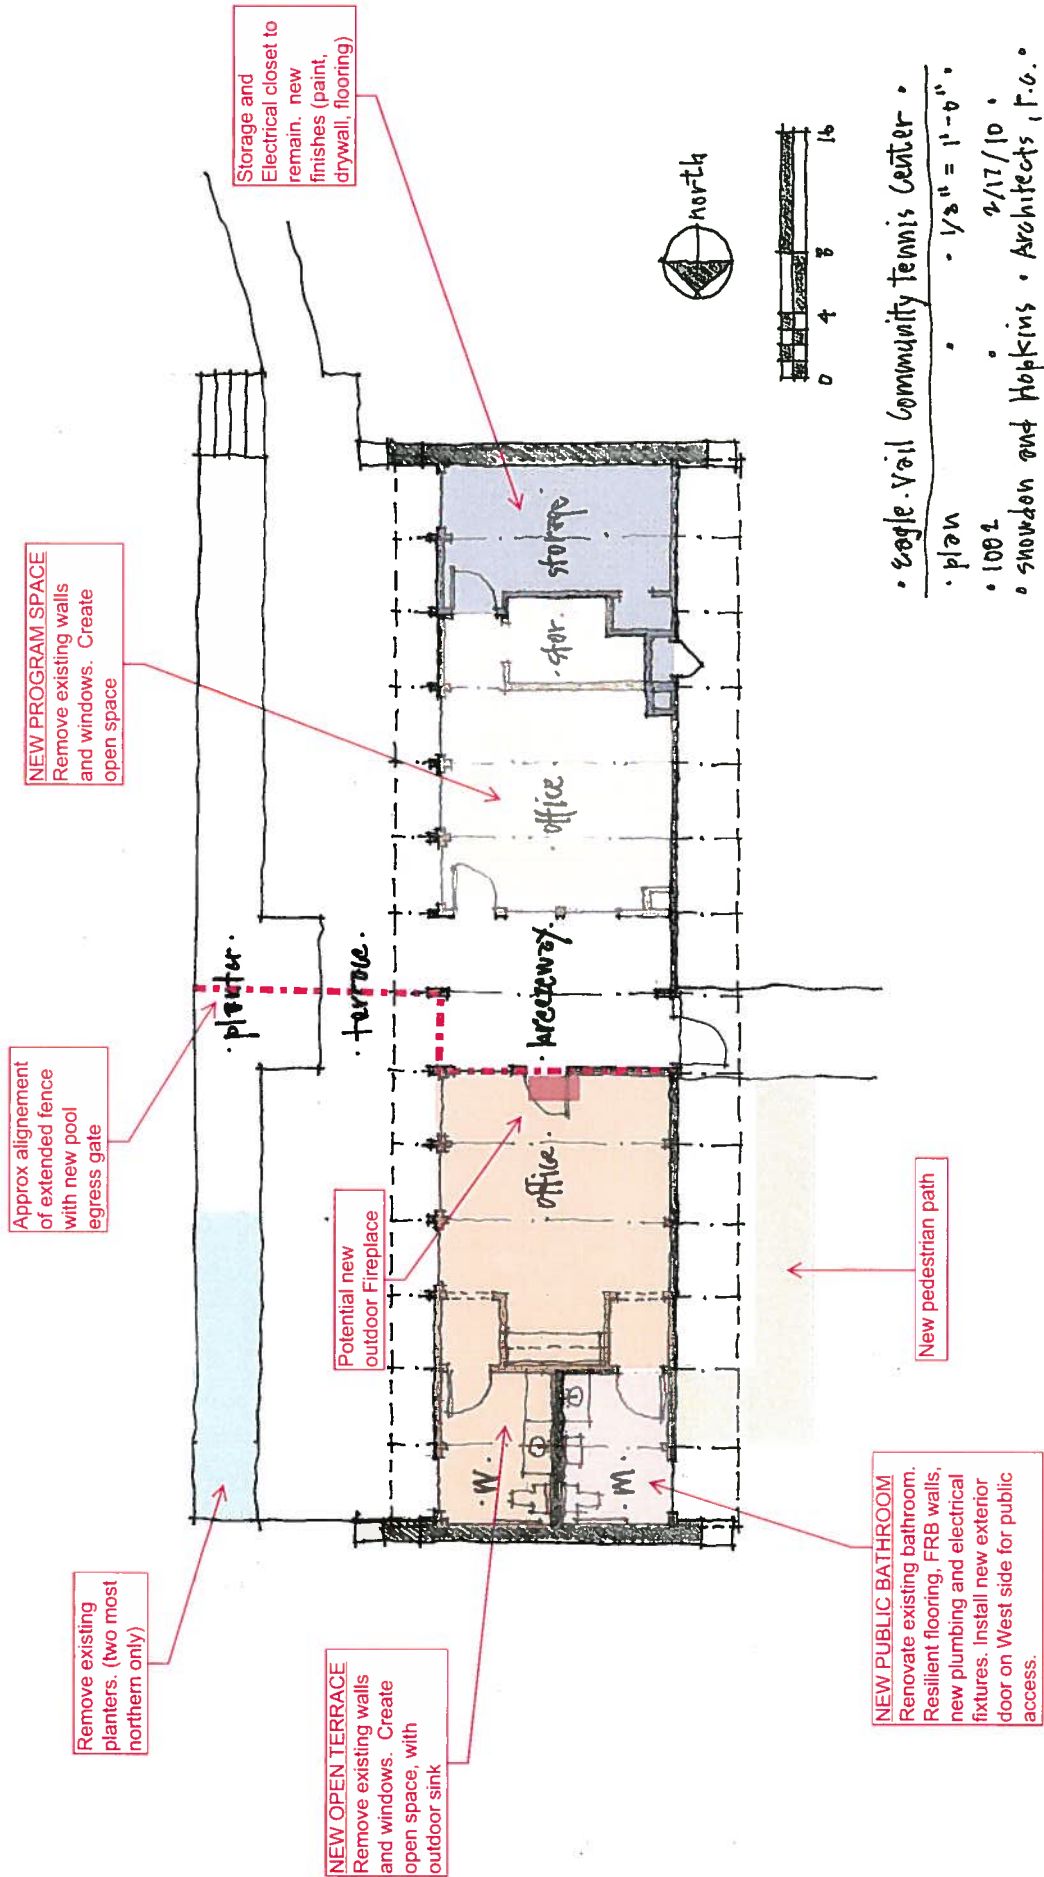 Storage and
Electrical closet to
remain. new
finishes (paint,
drywall, flooring)
NEW PROGRAM SPACE
Remove existing walls
and windows. Create
open space
Approx alignement
of extended fence
with new pool
egress gate
Potential new
outdoor Fireplace
Remove existing
planters. (two most
northern only)
NEW OPEN TERRACE
Remove existing walls
and windows. Create
open space, with
outdoor sink
NEW PUBLIC BATHROOM
Renovate existing bathroom.
Resilient flooring, FRB walls,
new plumbing and electrical
fixtures. Install new exterior
door on West side for public
access.
New pedestrian path
.planter.
.terrace.
.breezeway.
.office.
.office.
.stor.
.storage.
.W.
.M.
north
0 4 8 16
• eagle-vail community tennis center •
• plan • • 1/8" = 1'-0" •
• 1002 • 2/17/10 •
• snowdon and hopkins • Architects, P.C. •